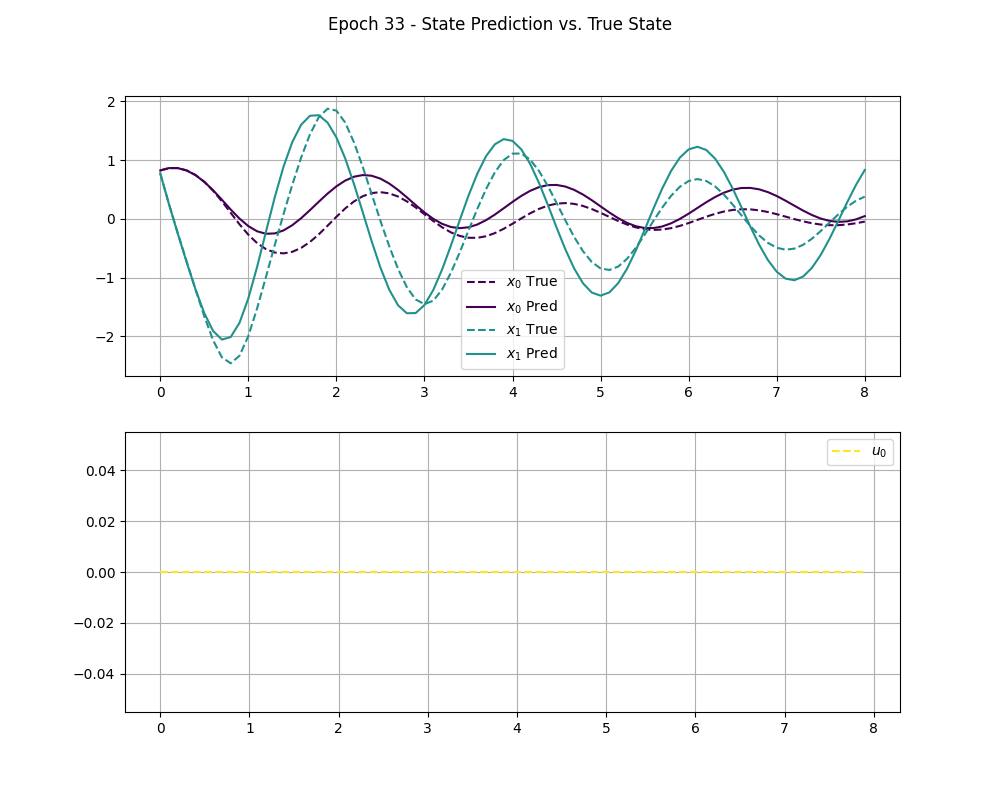 Epoch 33 - State Prediction vs. True State
2
1
0
−1
−2
x₀ True
x₀ Pred
x₁ True
x₁ Pred
0 1 2 3 4 5 6 7 8
0.04
0.02
0.00
−0.02
−0.04
u₀
0 1 2 3 4 5 6 7 8